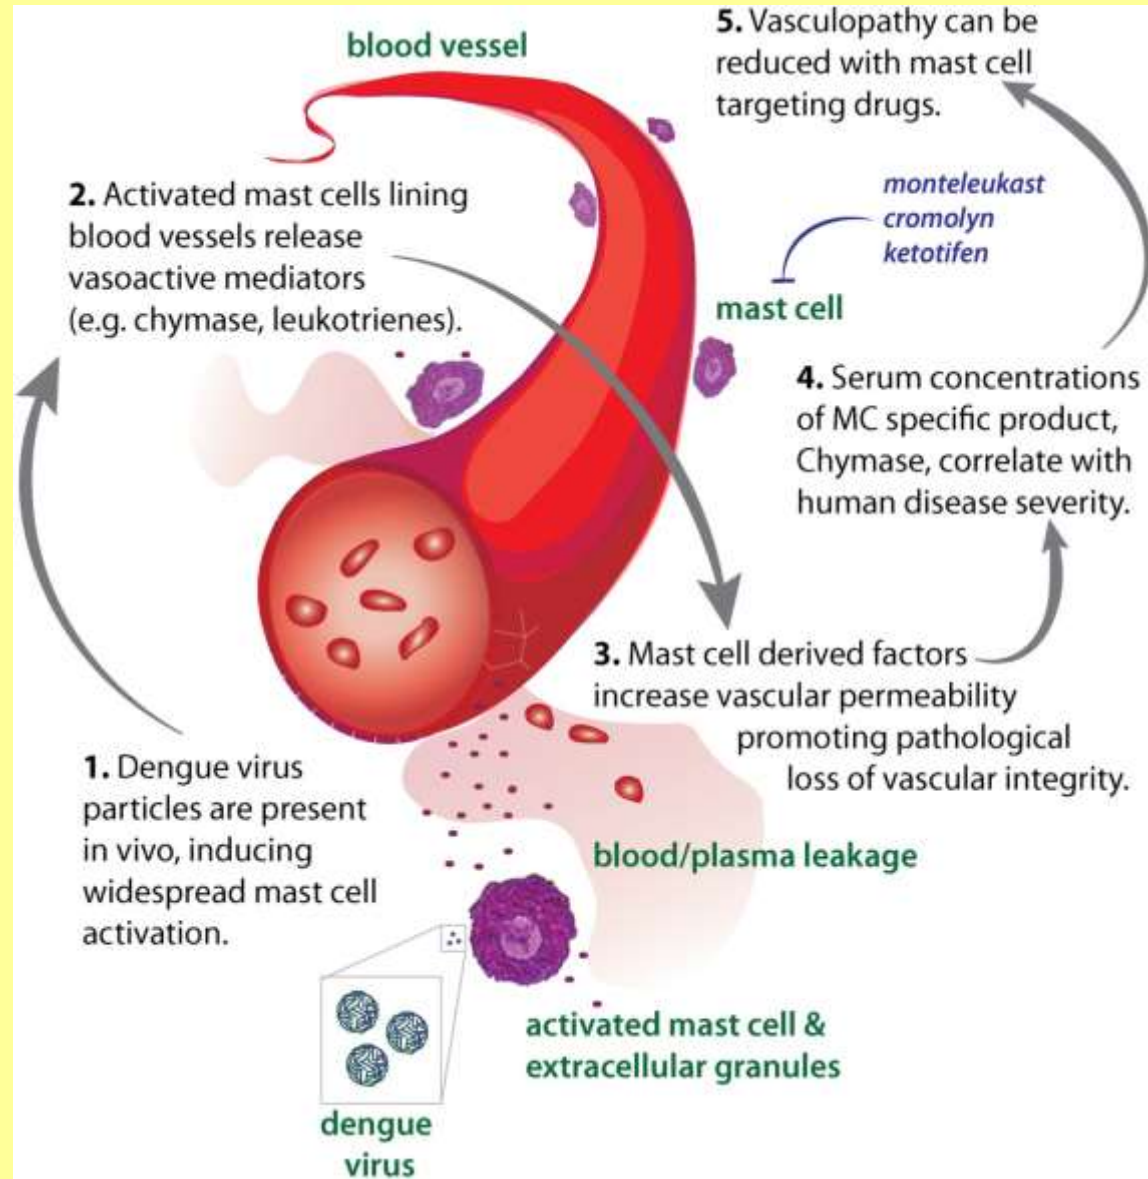 blood vessel
5. Vasculopathy can be
reduced with mast cell
targeting drugs.
2. Activated mast cells lining
blood vessels release
vasoactive mediators
(e.g. chymase, leukotrienes).
monteleukast
cromolyn
ketotifen
mast cell
4. Serum concentrations
of MC specific product,
Chymase, correlate with
human disease severity.
3. Mast cell derived factors
increase vascular permeability
promoting pathological
loss of vascular integrity.
1. Dengue virus
particles are present
in vivo, inducing
widespread mast cell
activation.
blood/plasma leakage
activated mast cell &
extracellular granules
dengue
virus